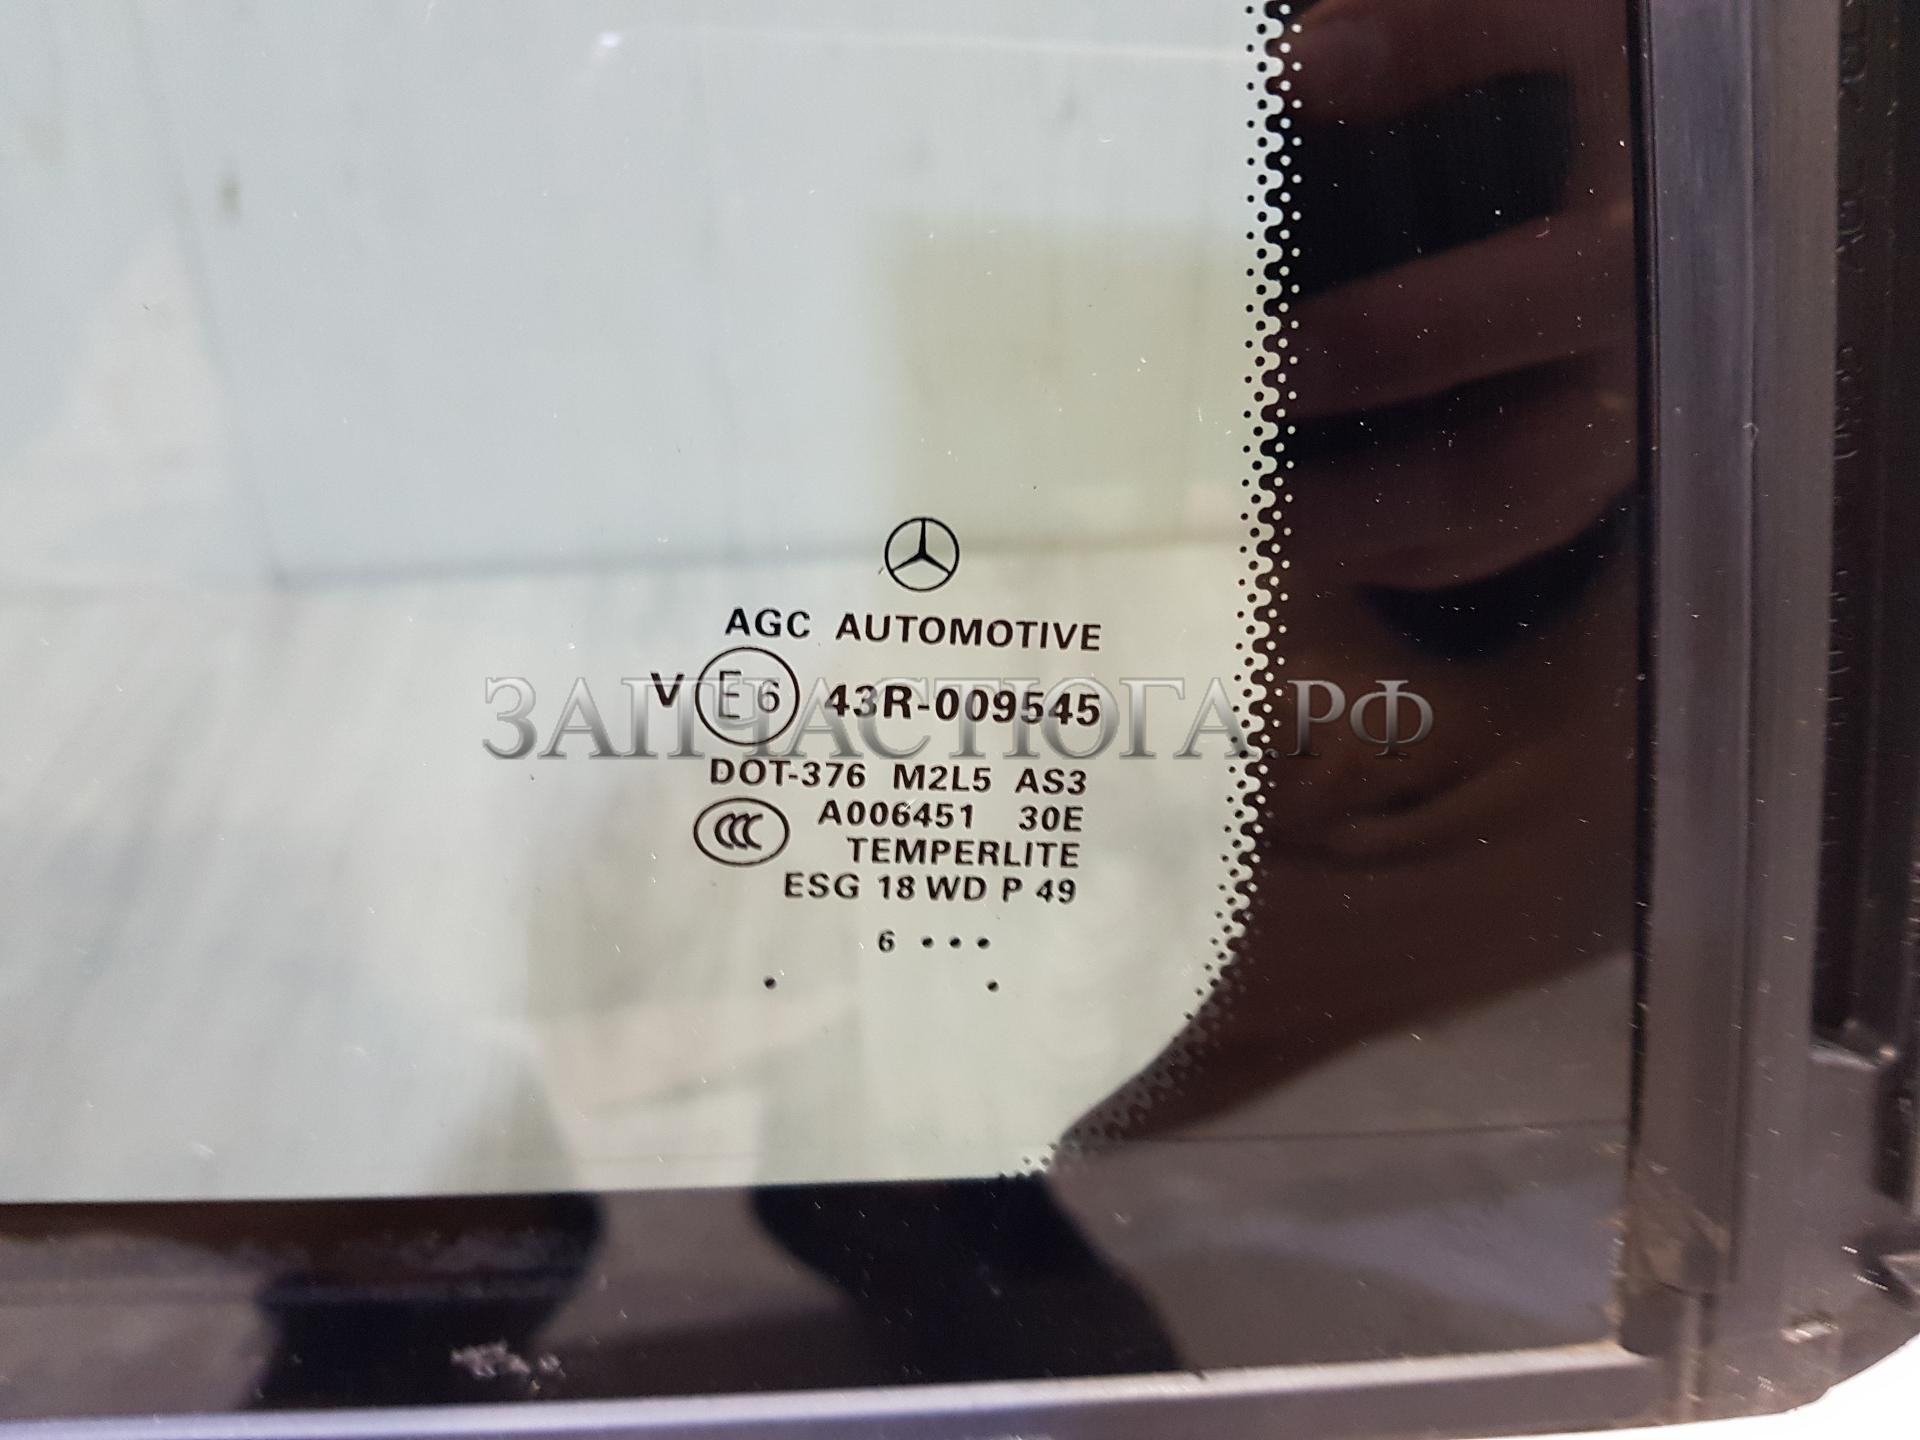 AGC AUTOMOTIVE
V E6 43R-009545
ЗАПЧАСТЮГА.РФ
DOT-376 M2L5 AS3
CCC A006451 30E
TEMPERLITE
ESG 18 WD P 49
6 •••